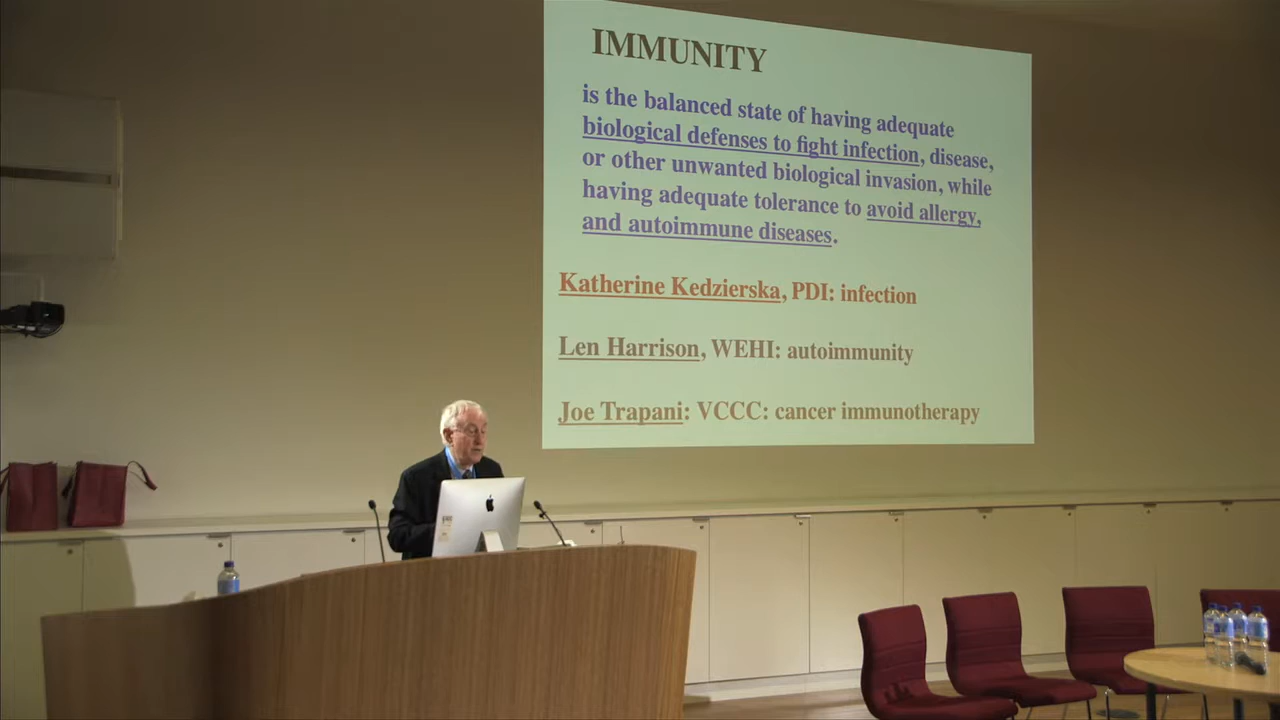 IMMUNITY
is the balanced state of having adequate
biological defenses to fight infection, disease,
or other unwanted biological invasion, while
having adequate tolerance to avoid allergy,
and autoimmune diseases.
Katherine Kedzierska, PDI: infection
Len Harrison, WEHI: autoimmunity
Joe Trapani: VCCC: cancer immunotherapy